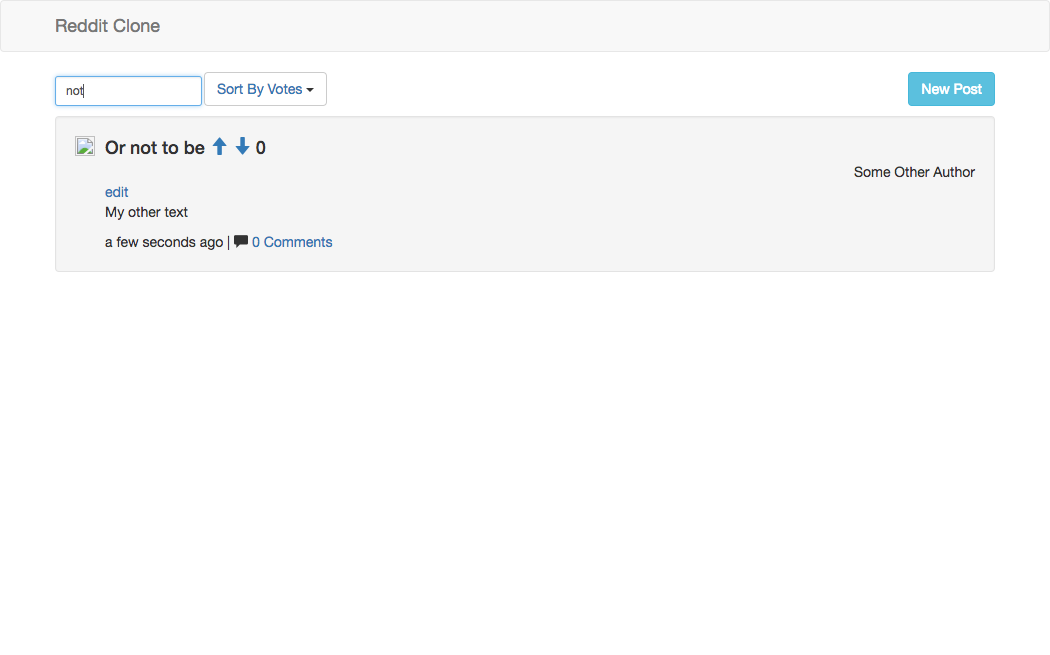 Reddit Clone
not
Sort By Votes
New Post
Or not to be 0
Some Other Author
edit
My other text
a few seconds ago | 0 Comments